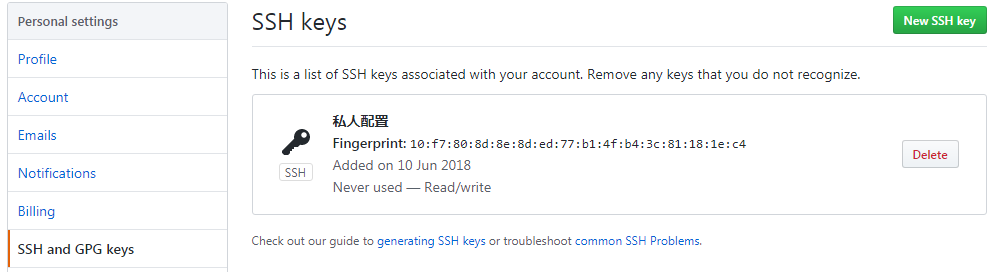 Personal settings
Profile
Account
Emails
Notifications
Billing
SSH and GPG keys
SSH keys
New SSH key
This is a list of SSH keys associated with your account. Remove any keys that you do not recognize.
私人配置
Fingerprint: 10:f7:80:8d:8e:8d:ed:77:b1:4f:b4:3c:81:18:1e:c4
Added on 10 Jun 2018
Never used — Read/write
SSH
Delete
Check out our guide to generating SSH keys or troubleshoot common SSH Problems.